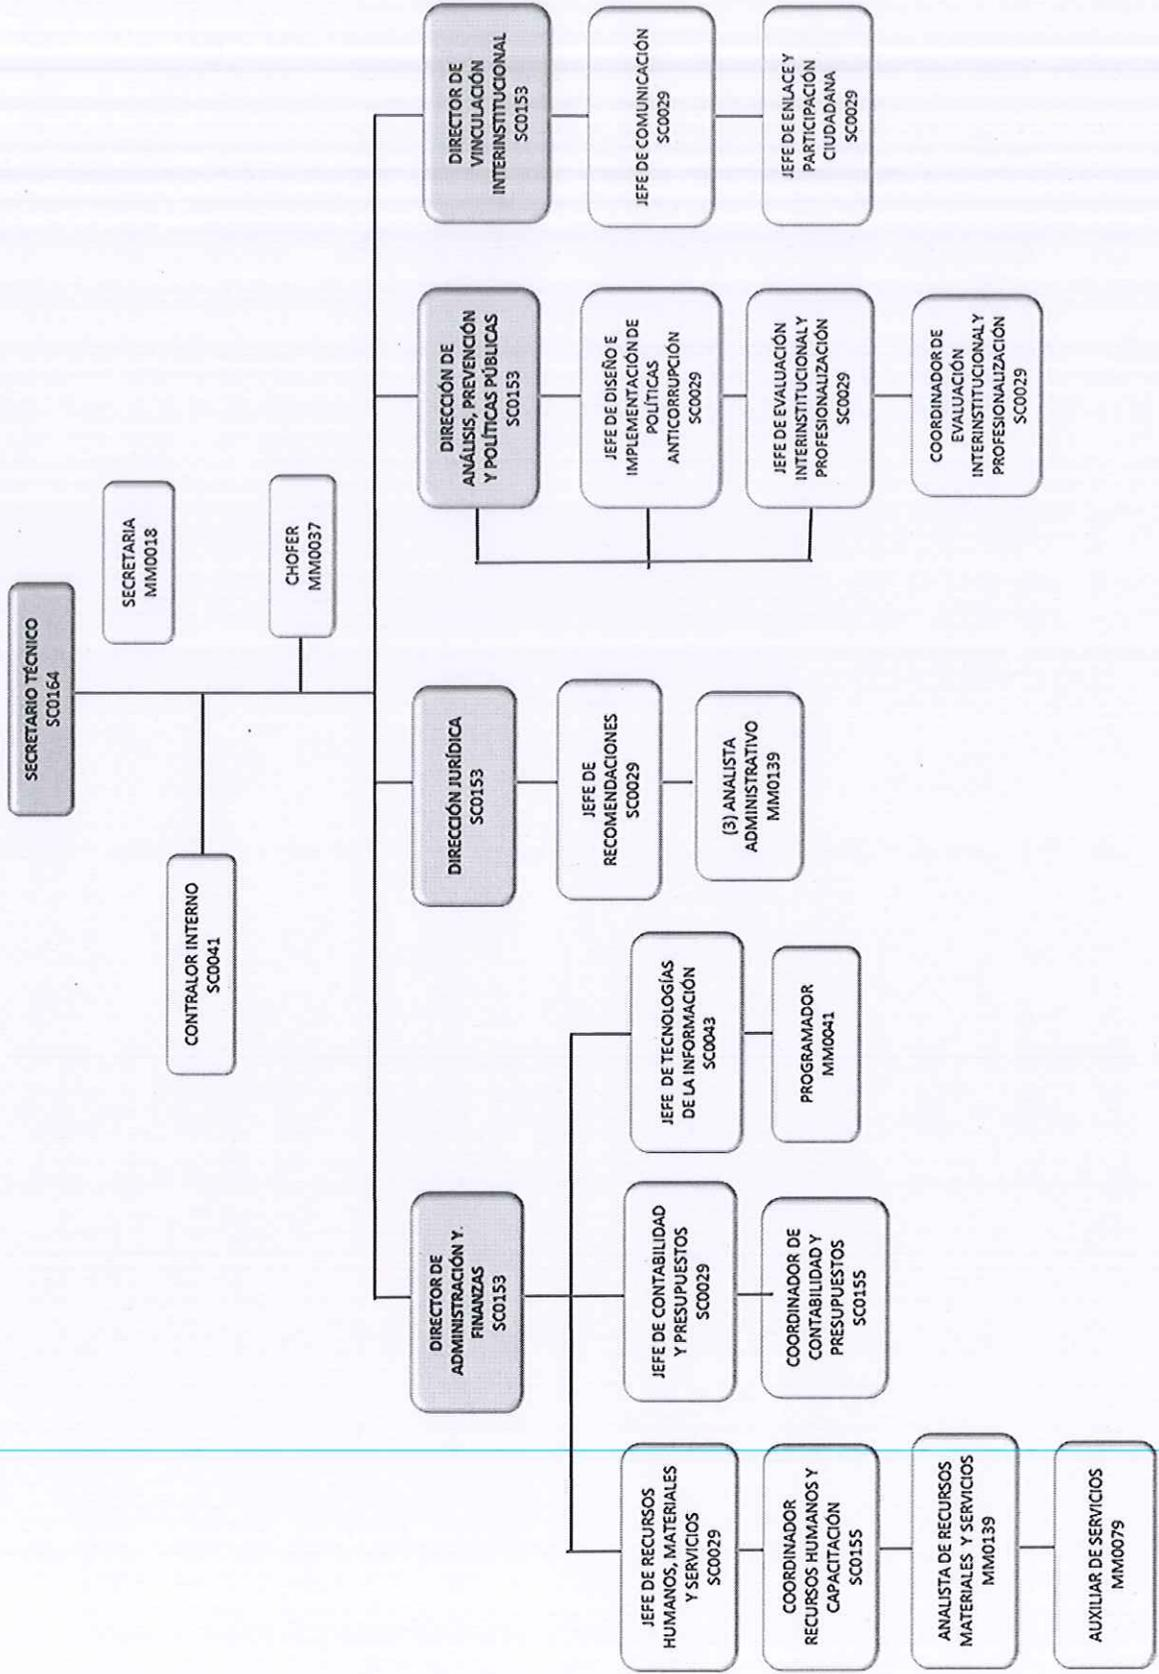 SECRETARIO TÉCNICO
SC0164
SECRETARIA
MM0018
CONTRALOR INTERNO
SC0041
CHOFER
MM0037
DIRECTOR DE
ADMINISTRACIÓN Y.
FINANZAS
SC0153
DIRECCIÓN JURÍDICA
SC0153
DIRECCIÓN DE
ANÁLISIS, PREVENCIÓN
Y POLÍTICAS PÚBLICAS
SC0153
DIRECTOR DE
VINCULACIÓN
INTERINSTITUCIONAL
SC0153
JEFE DE RECURSOS
HUMANOS, MATERIALES
Y SERVICIOS
SC0029
COORDINADOR
RECURSOS HUMANOS Y
CAPACITACIÓN
SC0155
ANALISTA DE RECURSOS
MATERIALES Y SERVICIOS
MM0139
AUXILIAR DE SERVICIOS
MM0079
JEFE DE CONTABILIDAD
Y PRESUPUESTOS
SC0029
COORDINADOR DE
CONTABILIDAD Y
PRESUPUESTOS
SC0155
JEFE DE TECNOLOGÍAS
DE LA INFORMACIÓN
SC0043
PROGRAMADOR
MM0041
JEFE DE
RECOMENDACIONES
SC0029
(3) ANALISTA
ADMINISTRATIVO
MM0139
JEFE DE DISEÑO E
IMPLEMENTACIÓN DE
POLÍTICAS
ANTICORRUPCIÓN
SC0029
JEFE DE EVALUACIÓN
INTERINSTITUCIONAL Y
PROFESIONALIZACIÓN
SC0029
COORDINADOR DE
EVALUACIÓN
INTERINSTITUCIONAL Y
PROFESIONALIZACIÓN
SC0029
JEFE DE COMUNICACIÓN
SC0029
JEFE DE ENLACE Y
PARTICIPACIÓN
CIUDADANA
SC0029